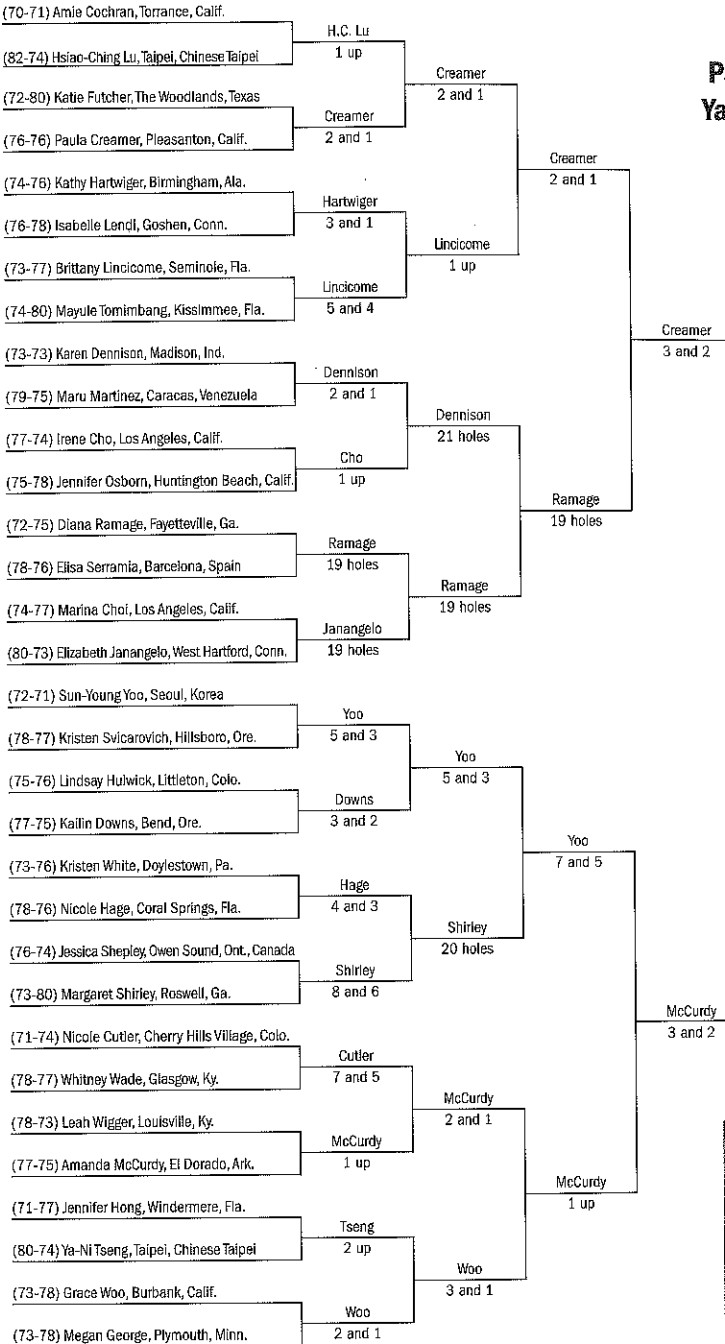 (70-71) Amie Cochran, Torrance, Calif.
(82-74) Hsiao-Ching Lu, Taipei, Chinese Taipei
(72-80) Katie Futcher, The Woodlands, Texas
(76-76) Paula Creamer, Pleasanton, Calif.
(74-76) Kathy Hartwiger, Birmingham, Ala.
(76-78) Isabelle Lendl, Goshen, Conn.
(73-77) Brittany Lincicome, Seminole, Fla.
(74-80) Mayule Tomimbang, Kissimmee, Fla.
(73-73) Karen Dennison, Madison, Ind.
(79-75) Maru Martinez, Caracas, Venezuela
(77-74) Irene Cho, Los Angeles, Calif.
(75-78) Jennifer Osborn, Huntington Beach, Calif.
(72-75) Diana Ramage, Fayetteville, Ga.
(78-76) Elisa Serramia, Barcelona, Spain
(74-77) Marina Choi, Los Angeles, Calif.
(80-73) Elizabeth Janangelo, West Hartford, Conn.
(72-71) Sun-Young Yoo, Seoul, Korea
(78-77) Kristen Svicarovich, Hillsboro, Ore.
(75-76) Lindsay Hulwick, Littleton, Colo.
(77-75) Kailin Downs, Bend, Ore.
(73-76) Kristen White, Doylestown, Pa.
(78-76) Nicole Hage, Coral Springs, Fla.
(76-74) Jessica Shepley, Owen Sound, Ont., Canada
(73-80) Margaret Shirley, Roswell, Ga.
(71-74) Nicole Cutler, Cherry Hills Village, Colo.
(78-77) Whitney Wade, Glasgow, Ky.
(78-73) Leah Wigger, Louisville, Ky.
(77-75) Amanda McCurdy, El Dorado, Ark.
(71-77) Jennifer Hong, Windermere, Fla.
(80-74) Ya-Ni Tseng, Taipei, Chinese Taipei
(73-78) Grace Woo, Burbank, Calif.
(73-78) Megan George, Plymouth, Minn.
H.C. Lu
1 up
Creamer
2 and 1
Hartwiger
3 and 1
Lincicome
5 and 4
Dennison
2 and 1
Cho
1 up
Ramage
19 holes
Janangelo
19 holes
Yoo
5 and 3
Downs
3 and 2
Hage
4 and 3
Shirley
8 and 6
Cutler
7 and 5
McCurdy
1 up
Tseng
2 up
Woo
2 and 1
Creamer
2 and 1
Lincicome
1 up
Dennison
21 holes
Ramage
19 holes
Yoo
5 and 3
Shirley
20 holes
McCurdy
2 and 1
Woo
3 and 1
Creamer
2 and 1
Ramage
19 holes
Yoo
7 and 5
McCurdy
1 up
Creamer
3 and 2
McCurdy
3 and 2
Ya